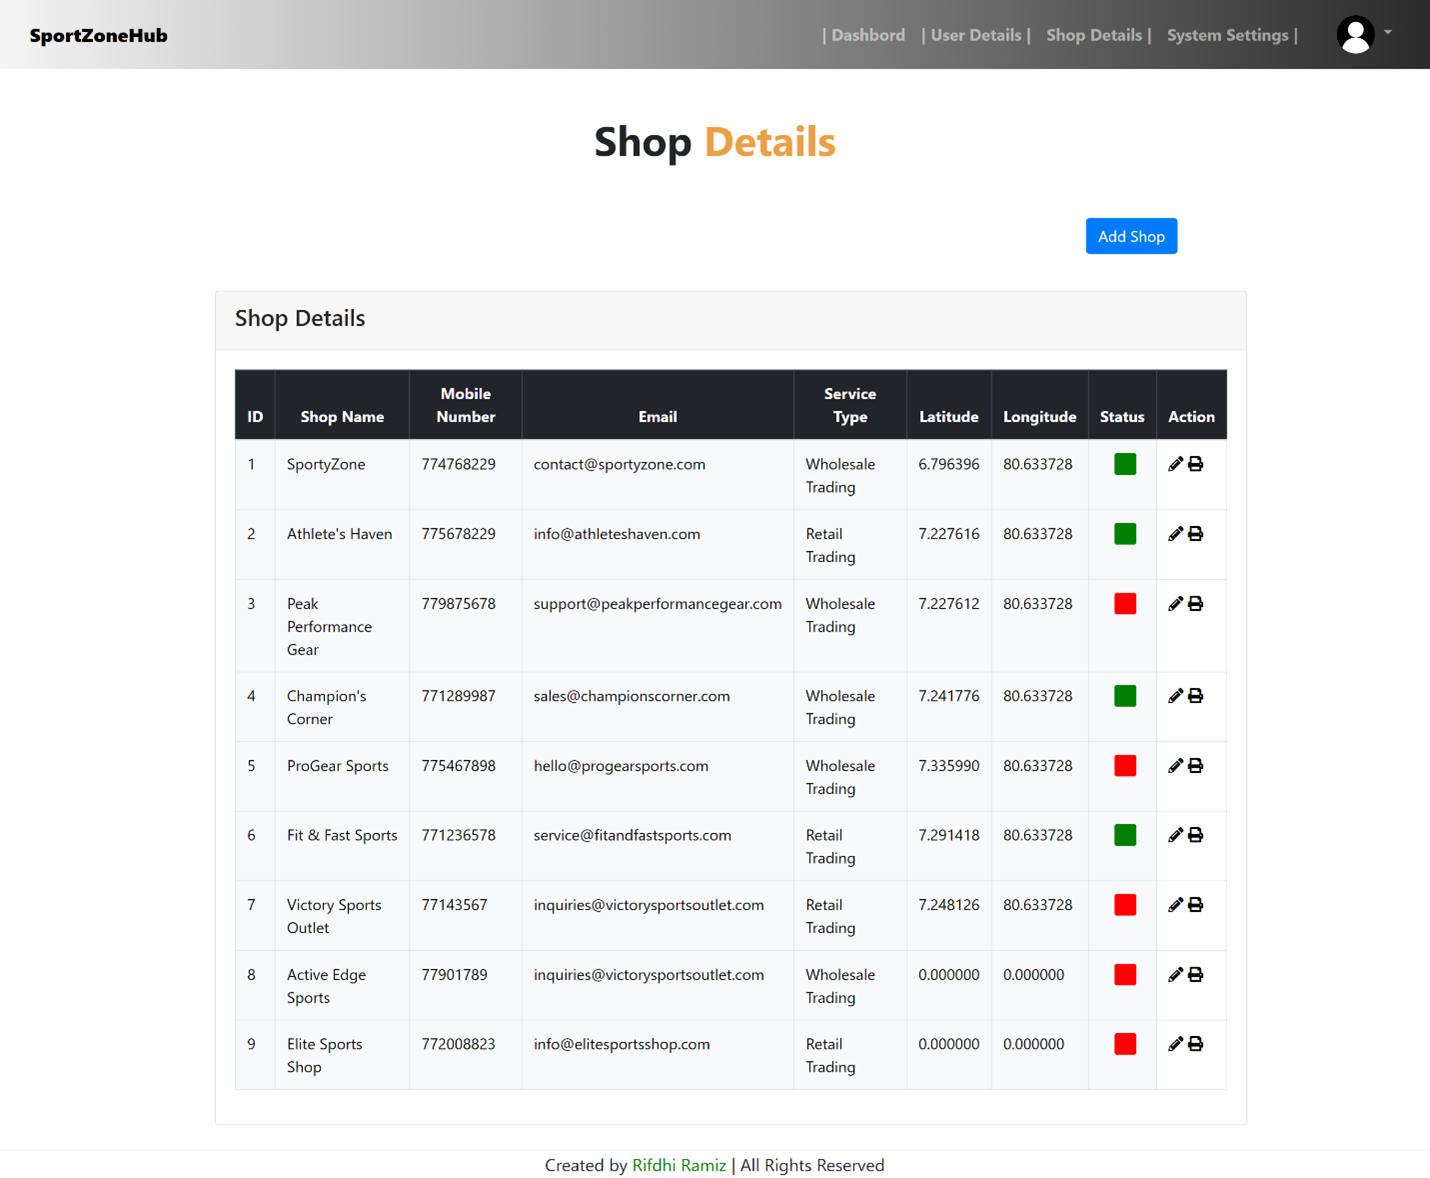 SportZoneHub
| Dashbord | User Details | Shop Details | System Settings |
Shop Details
Add Shop
Shop Details
ID Shop Name Mobile Number Email Service Type Latitude Longitude Status Action
1 SportyZone 774768229 contact@sportyzone.com Wholesale Trading 6.796396 80.633728
2 Athlete's Haven 775678229 info@athleteshaven.com Retail Trading 7.227616 80.633728
3 Peak Performance Gear 779875678 support@peakperformancegear.com Wholesale Trading 7.227612 80.633728
4 Champion's Corner 771289987 sales@championscorner.com Wholesale Trading 7.241776 80.633728
5 ProGear Sports 775467898 hello@progearsports.com Wholesale Trading 7.335990 80.633728
6 Fit & Fast Sports 771236578 service@fitandfastsports.com Retail Trading 7.291418 80.633728
7 Victory Sports Outlet 77143567 inquiries@victorysportsoutlet.com Retail Trading 7.248126 80.633728
8 Active Edge Sports 77901789 inquiries@victorysportsoutlet.com Wholesale Trading 0.000000 0.000000
9 Elite Sports Shop 772008823 info@elitesportsshop.com Retail Trading 0.000000 0.000000
Created by Rifdhi Ramiz | All Rights Reserved